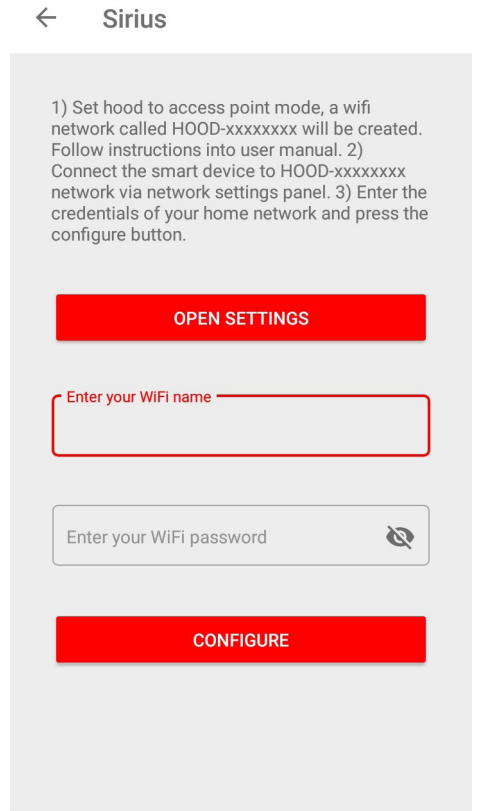 Sirius
1) Set hood to access point mode, a wifi
network called HOOD-xxxxxxxx will be created.
Follow instructions into user manual. 2)
Connect the smart device to HOOD-xxxxxxxx
network via network settings panel. 3) Enter the
credentials of your home network and press the
configure button.
OPEN SETTINGS
Enter your WiFi name
Enter your WiFi password
CONFIGURE